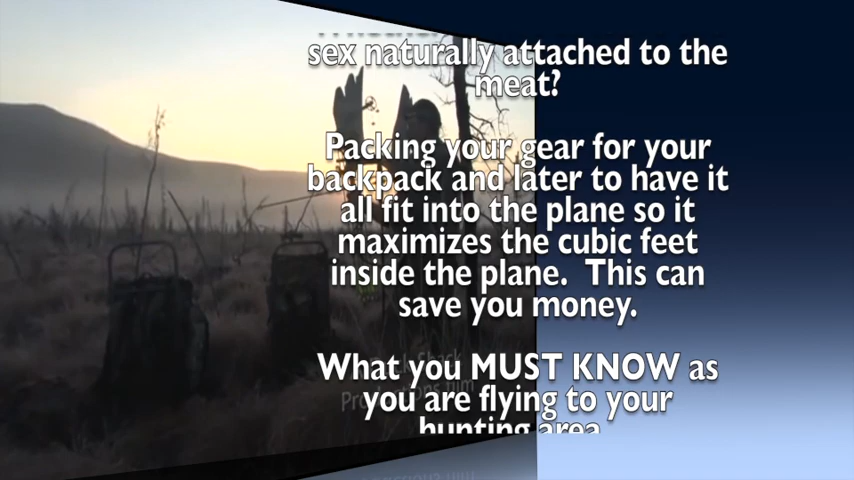 sex naturally attached to the
meat?
Packing your gear for your
backpack and later to have it
all fit into the plane so it
maximizes the cubic feet
inside the plane.  This can
save you money.
What you MUST KNOW as
you are flying to your
hunting area